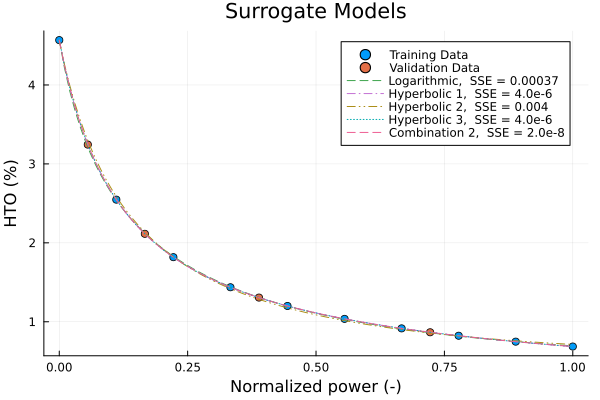 Surrogate Models
HTO (%)
4
3
2
1
Training Data
Validation Data
Logarithmic, SSE = 0.00037
Hyperbolic 1, SSE = 4.0e-6
Hyperbolic 2, SSE = 0.004
Hyperbolic 3, SSE = 4.0e-6
Combination 2, SSE = 2.0e-8
0.00 0.25 0.50 0.75 1.00
Normalized power (-)